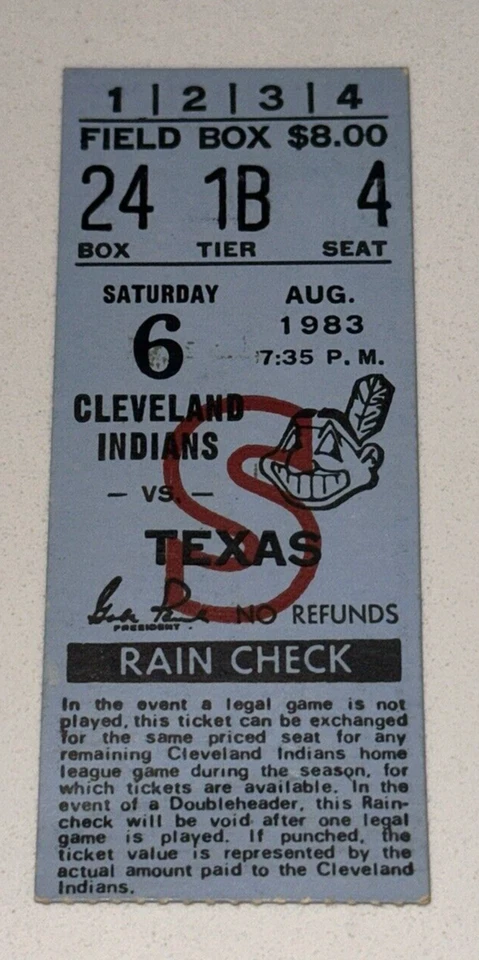 1 | 2 | 3 | 4
FIELD BOX $8.00
24 1B 4
BOX TIER SEAT
SATURDAY AUG.
6 1983
7:35 P. M.
CLEVELAND
INDIANS
— VS. —
S
TEXAS
NO REFUNDS
PRESIDENT
RAIN CHECK
In the event a legal game is not
played, this ticket can be exchanged
for the same priced seat for any
remaining Cleveland Indians home
league game during the season, for
which tickets are available. In the
event of a Doubleheader, this Rain-
check will be void after one legal
game is played. If punched, the
ticket value is represented by the
actual amount paid to the Cleveland
Indians.